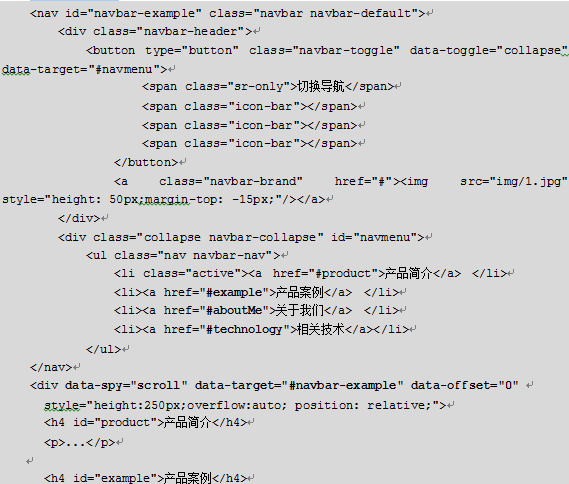 <nav id="navbar-example" class="navbar navbar-default">
<div class="navbar-header">
<button type="button" class="navbar-toggle" data-toggle="collapse"
data-target="#navmenu">
<span class="sr-only">切换导航</span>
<span class="icon-bar"></span>
<span class="icon-bar"></span>
<span class="icon-bar"></span>
</button>
<a class="navbar-brand" href="#"><img src="img/1.jpg"
style="height: 50px;margin-top: -15px;"/></a>
</div>
<div class="collapse navbar-collapse" id="navmenu">
<ul class="nav navbar-nav">
<li class="active"><a href="#product">产品简介</a> </li>
<li><a href="#example">产品案例</a> </li>
<li><a href="#aboutMe">关于我们</a> </li>
<li><a href="#technology">相关技术</a></li>
</ul>
</nav>
<div data-spy="scroll" data-target="#navbar-example" data-offset="0"
style="height:250px;overflow:auto; position: relative;">
<h4 id="product">产品简介</h4>
<p>...</p>
<h4 id="example">产品案例</h4>